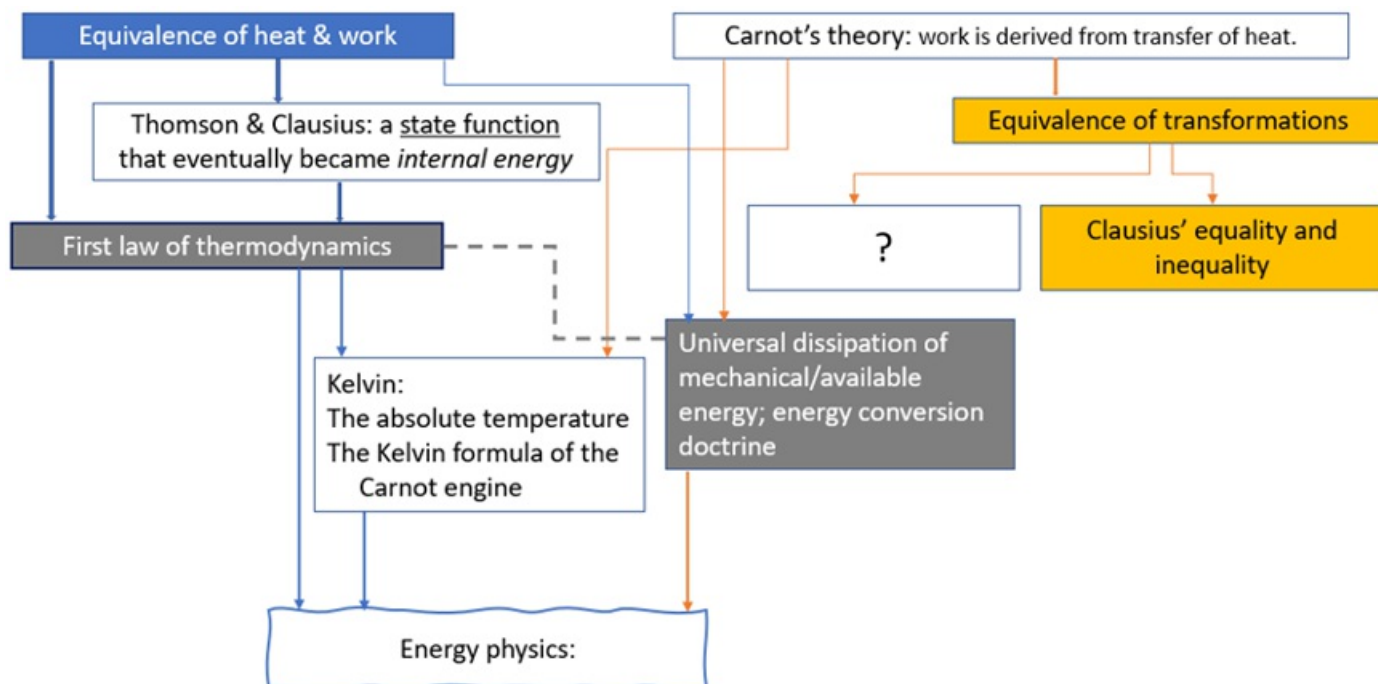 Equivalence of heat & work
Carnot's theory: work is derived from transfer of heat.
Thomson & Clausius: a state function
that eventually became internal energy
Equivalence of transformations
First law of thermodynamics
?
Clausius' equality and
inequality
Universal dissipation of
mechanical/available
energy; energy conversion
doctrine
Kelvin:
The absolute temperature
The Kelvin formula of the
Carnot engine
Energy physics: